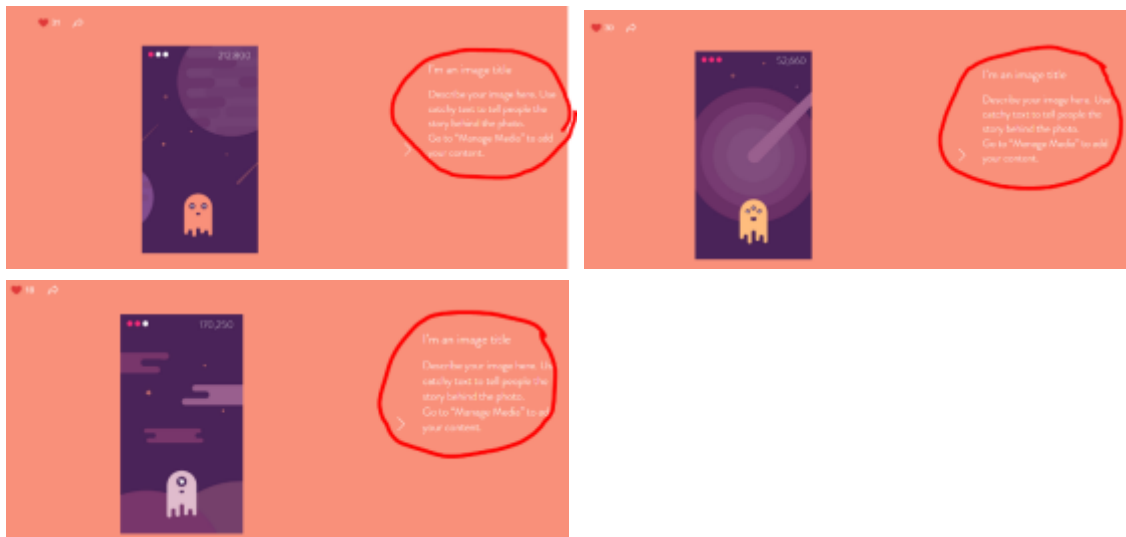 212,800
I'm an image title
Describe your image here. Use
catchy text to tell people the
story behind the photo.
Go to "Manage Media" to add
your content.
30
52,660
I'm an image title
Describe your image here. Use
catchy text to tell people the
story behind the photo.
Go to "Manage Media" to add
your content.
170,250
I'm an image title
Describe your image here. Use
catchy text to tell people the
story behind the photo.
Go to "Manage Media" to add
your content.